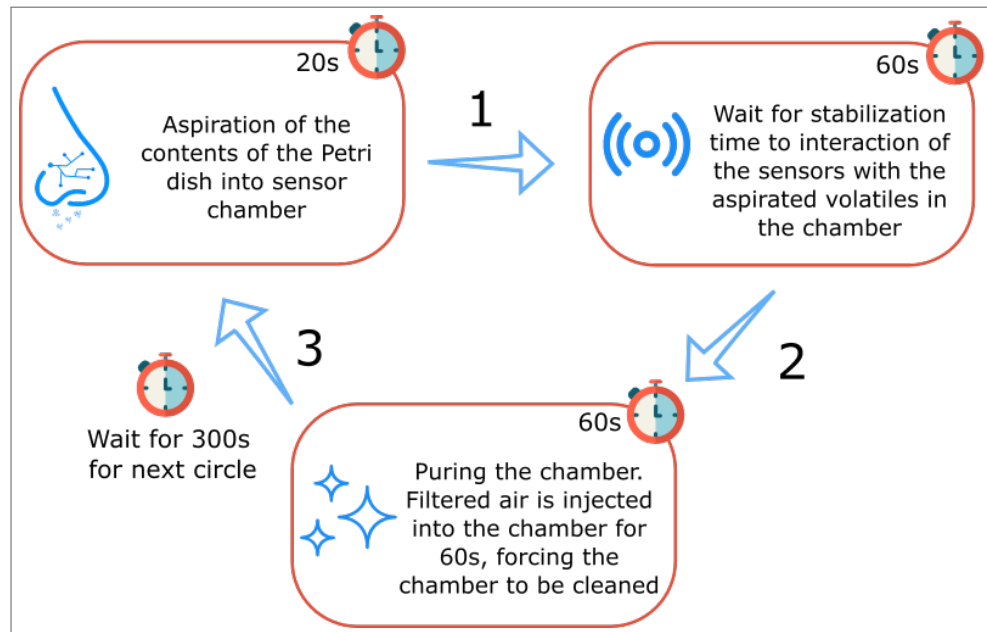 20s
Aspiration of the
contents of the Petri
dish into sensor
chamber
1
60s
Wait for stabilization
time to interaction of
the sensors with the
aspirated volatiles in
the chamber
2
60s
Puring the chamber.
Filtered air is injected
into the chamber for
60s, forcing the
chamber to be cleaned
3
Wait for 300s
for next circle